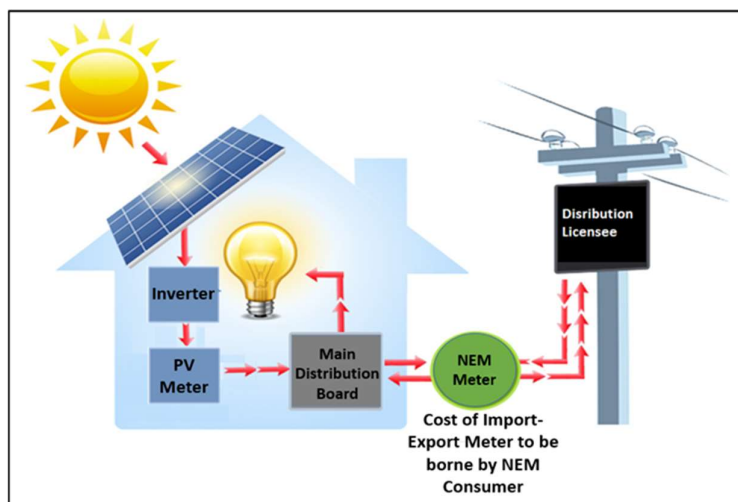 Disribution
Licensee
Inverter
PV
Meter
Main
Distribution
Board
NEM
Meter
Cost of Import-
Export Meter to be
borne by NEM
Consumer